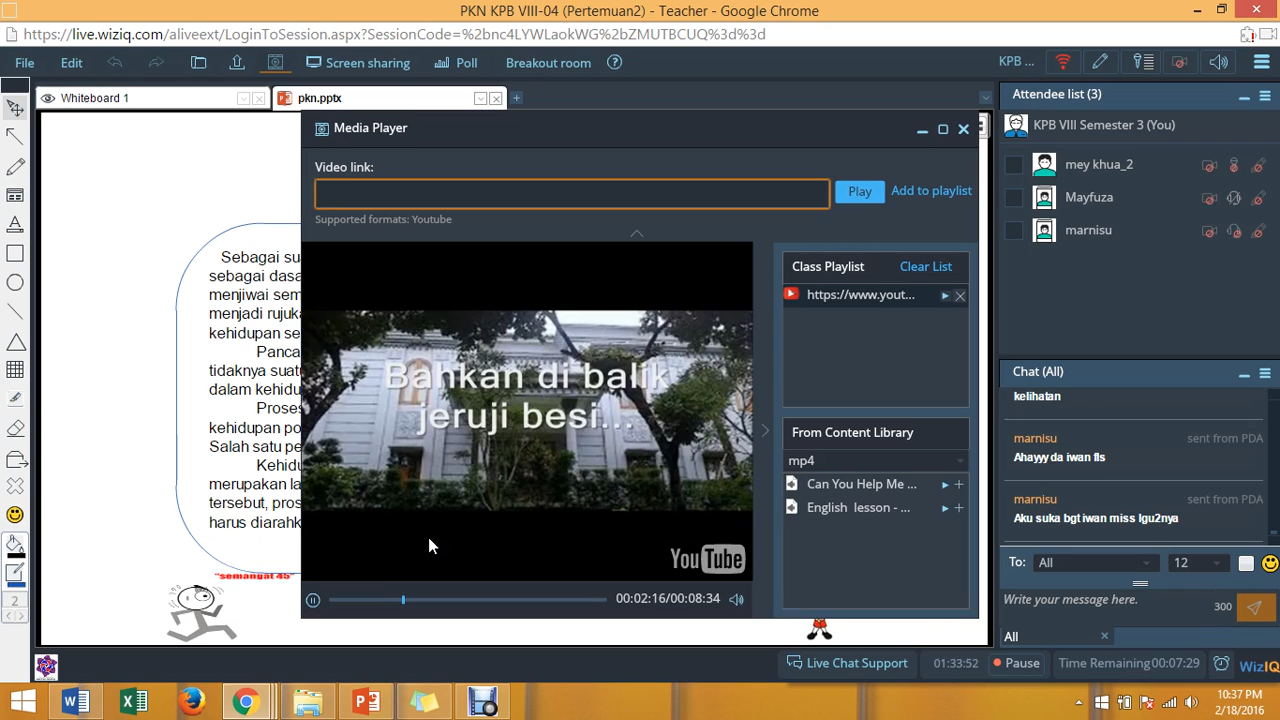 PKN KPB VIII-04 (Pertemuan2) - Teacher - Google Chrome
https://live.wiziq.com/aliveext/LoginToSession.aspx?SessionCode=%2bnc4LYWLaokWG%2bZMUTBCUQ%3d%3d
File Edit Screen sharing Poll Breakout room ? KPB ...
Whiteboard 1
pkn.pptx
Attendee list (3)
KPB VIII Semester 3 (You)
mey khua_2
Mayfuza
marnisu
Media Player
Video link:
Play
Add to playlist
Supported formats: Youtube
Class Playlist
Clear List
https://www.yout...
Bahkan di balik
jeruji besi...
YouTube
00:02:16/00:08:34
From Content Library
mp4
Can You Help Me ...
English lesson - ...
Sebagai
sebagai dasa
menjiwai sem
menjadi rujuka
kehidupan se
Panca
tidaknya suatu
dalam kehidu
Proses
kehidupan po
Salah satu pe
Kehid
merupakan la
tersebut, pros
harus diarahk
"semangat 45"
2
Chat (All)
kelihatan
marnisu sent from PDA
Ahayyy da iwan fls
marnisu sent from PDA
Aku suka bgt iwan miss lgu2nya
To: All 12
Write your message here.
300
All
Live Chat Support
01:33:52
Pause
Time Remaining00:07:29
WizIQ
10:37 PM
2/18/2016